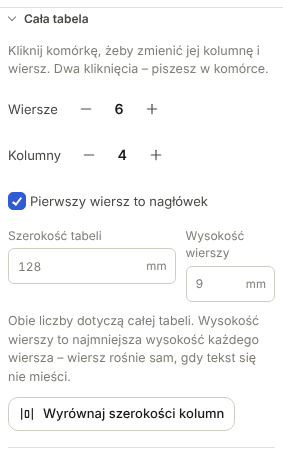 Cała tabela
Kliknij komórkę, żeby zmienić jej kolumnę i
wiersz. Dwa kliknięcia – piszesz w komórce.
Wiersze — 6 +
Kolumny — 4 +
Pierwszy wiersz to nagłówek
Szerokość tabeli
128 mm
Wysokość
wierszy
9 mm
Obie liczby dotyczą całej tabeli. Wysokość
wierszy to najmniejsza wysokość każdego
wiersza – wiersz rośnie sam, gdy tekst się
nie mieści.
Wyrównaj szerokości kolumn